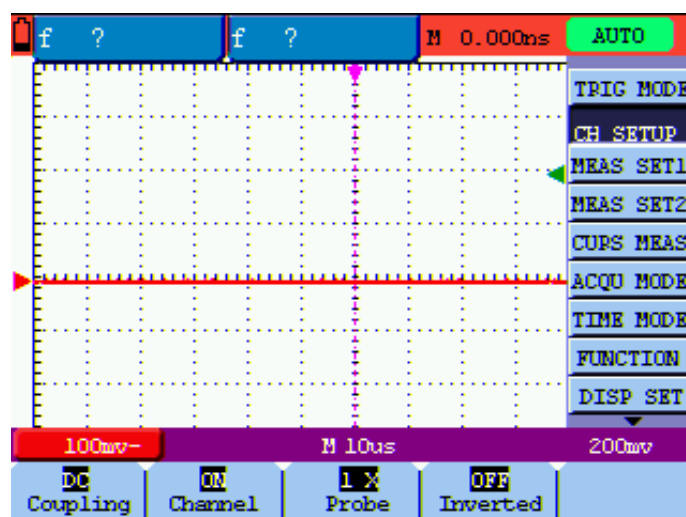 f ? f ? M 0.000ns AUTO
TRIG MODE
CH SETUP
MEAS SET1
MEAS SET2
CURS MEAS
ACQU MODE
TIME MODE
FUNCTION
DISP SET
100mv- M 10us 200mv
DC ON 1 X OFF
Coupling Channel Probe Inverted